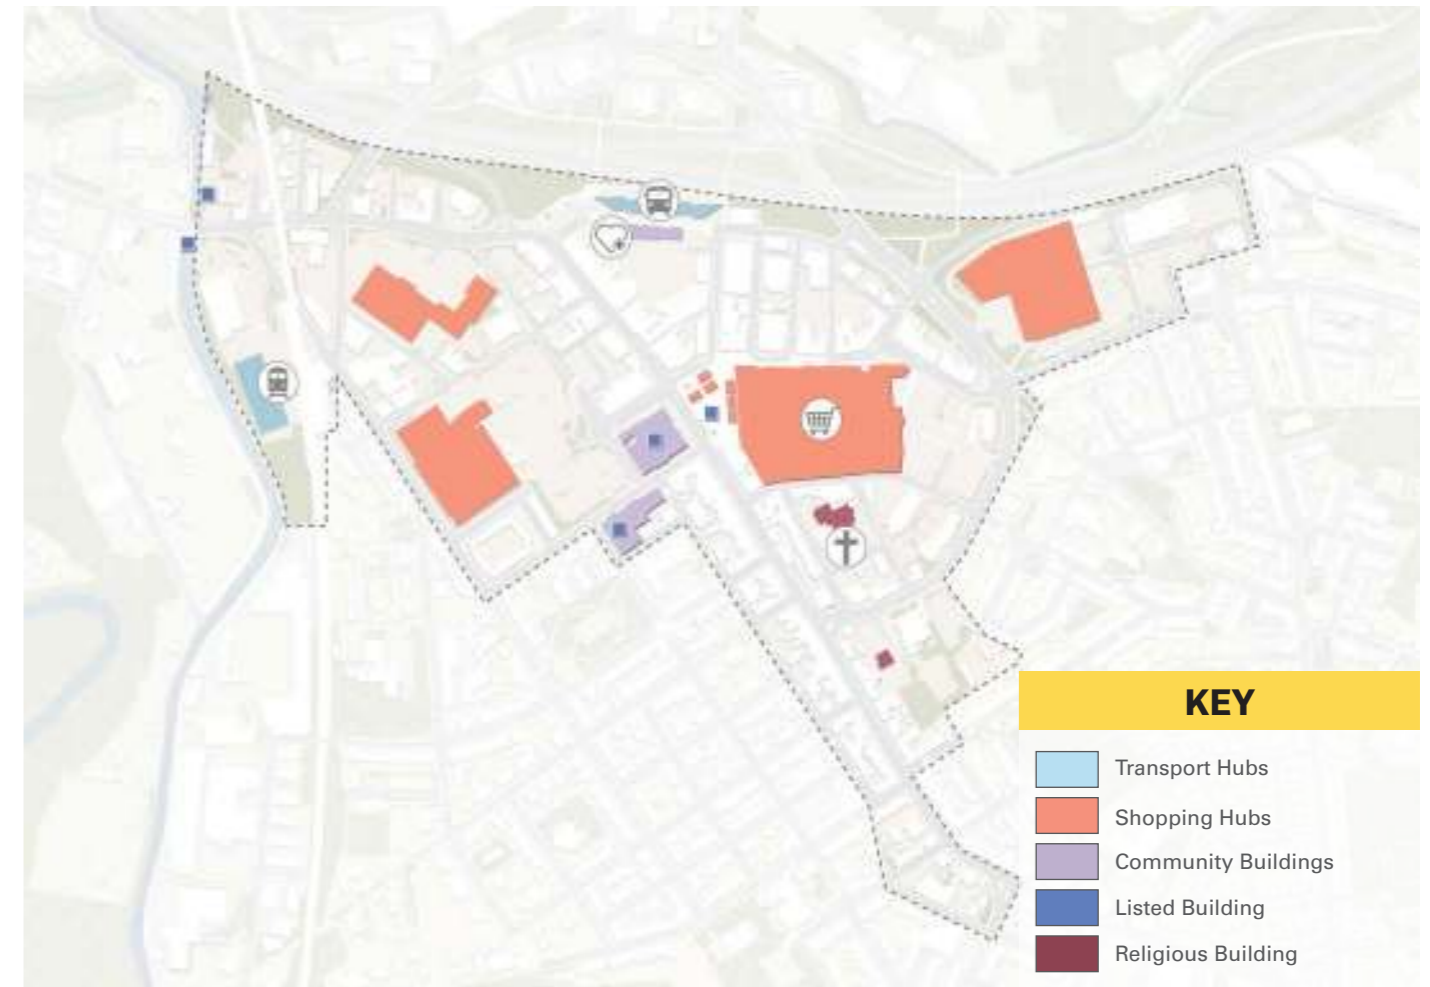 KEY
Transport Hubs
Shopping Hubs
Community Buildings
Listed Building
Religious Building